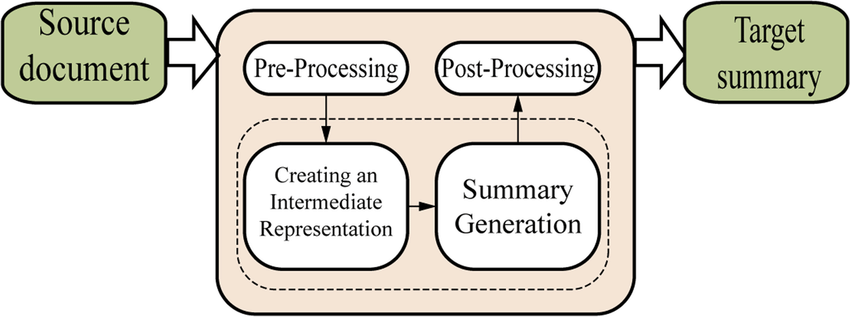 Source
document
Pre-Processing
Post-Processing
Target
summary
Creating an
Intermediate
Representation
Summary
Generation